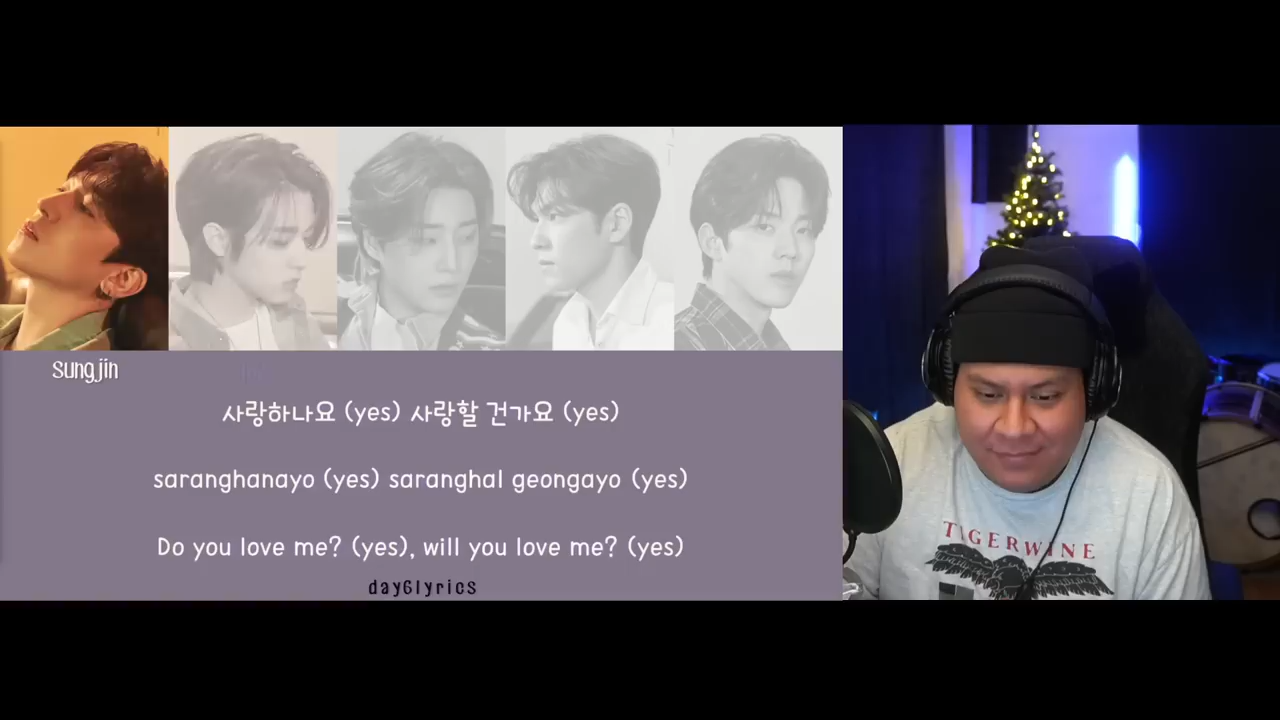 Sungjin
사랑하나요 (yes) 사랑할 건가요 (yes)
saranghanayo (yes) saranghal geongayo (yes)
Do you love me? (yes), will you love me? (yes)
day6lyrics
TIGERWINE